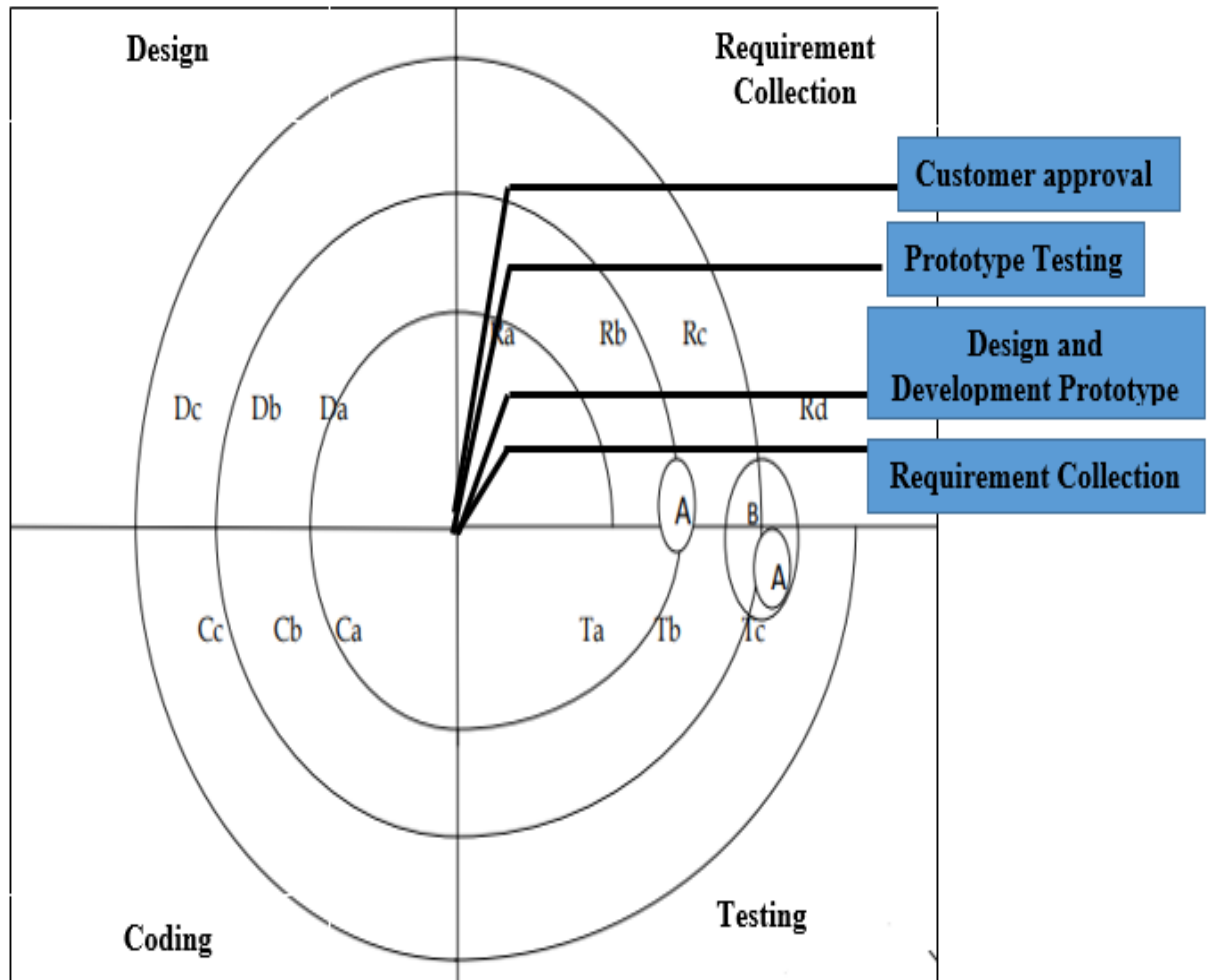 Design
Requirement
Collection
Customer approval
Prototype Testing
Design and
Development Prototype
Requirement Collection
Ra
Rb
Rc
Rd
Dc
Db
Da
A
B
A
Cc
Cb
Ca
Ta
Tb
Tc
Coding
Testing